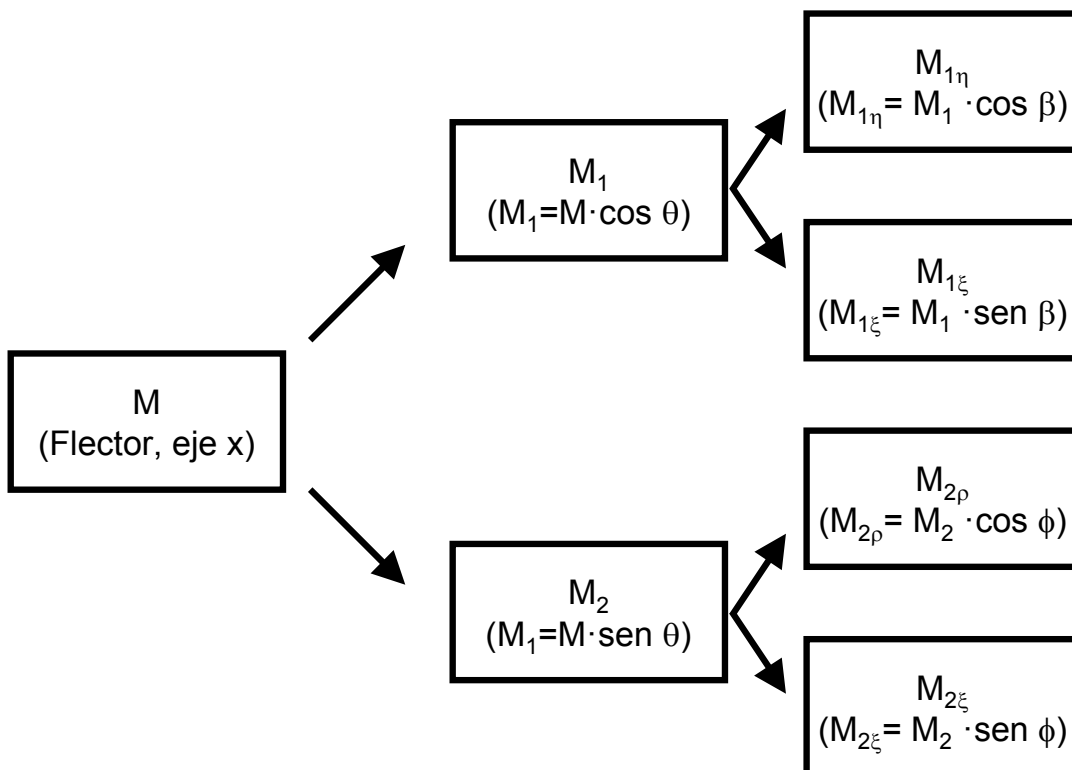 M
(Flector, eje x)
M₁
(M₁=M·cos θ)
M₂
(M₁=M·sen θ)
M₁η
(M₁η= M₁ ·cos β)
M₁ξ
(M₁ξ= M₁ ·sen β)
M₂ρ
(M₂ρ= M₂ ·cos ϕ)
M₂ξ
(M₂ξ= M₂ ·sen ϕ)